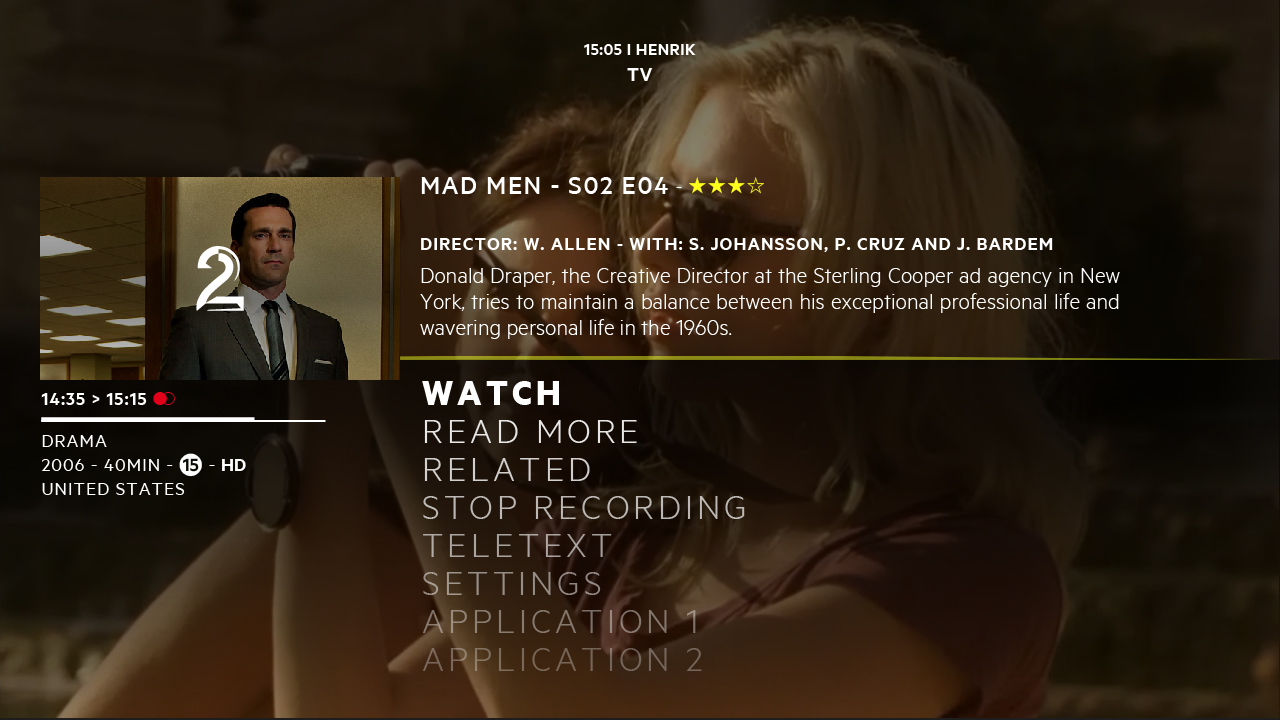 15:05 I HENRIK
TV
MAD MEN - S02 E04 - ★★★☆
DIRECTOR: W. ALLEN - WITH: S. JOHANSSON, P. CRUZ AND J. BARDEM
Donald Draper, the Creative Director at the Sterling Cooper ad agency in New
York, tries to maintain a balance between his exceptional professional life and
wavering personal life in the 1960s.
2
14:35 > 15:15
DRAMA
2006 - 40MIN - 15 - HD
UNITED STATES
WATCH
READ MORE
RELATED
STOP RECORDING
TELETEXT
SETTINGS
APPLICATION 1
APPLICATION 2